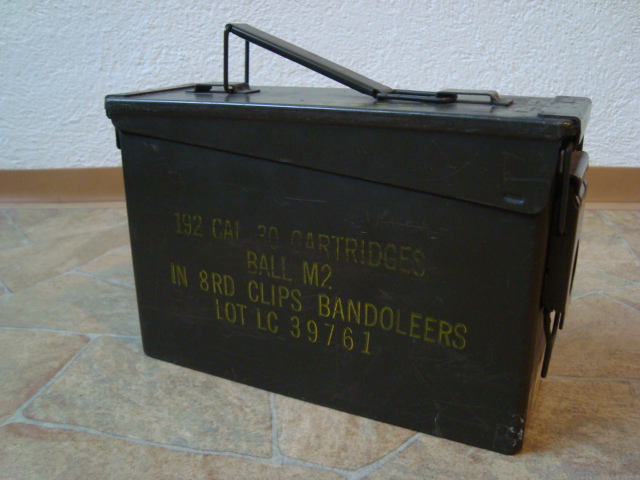 192 CAL .30 CARTRIDGES
BALL M2
IN 8RD CLIPS BANDOLEERS
LOT LC 39761